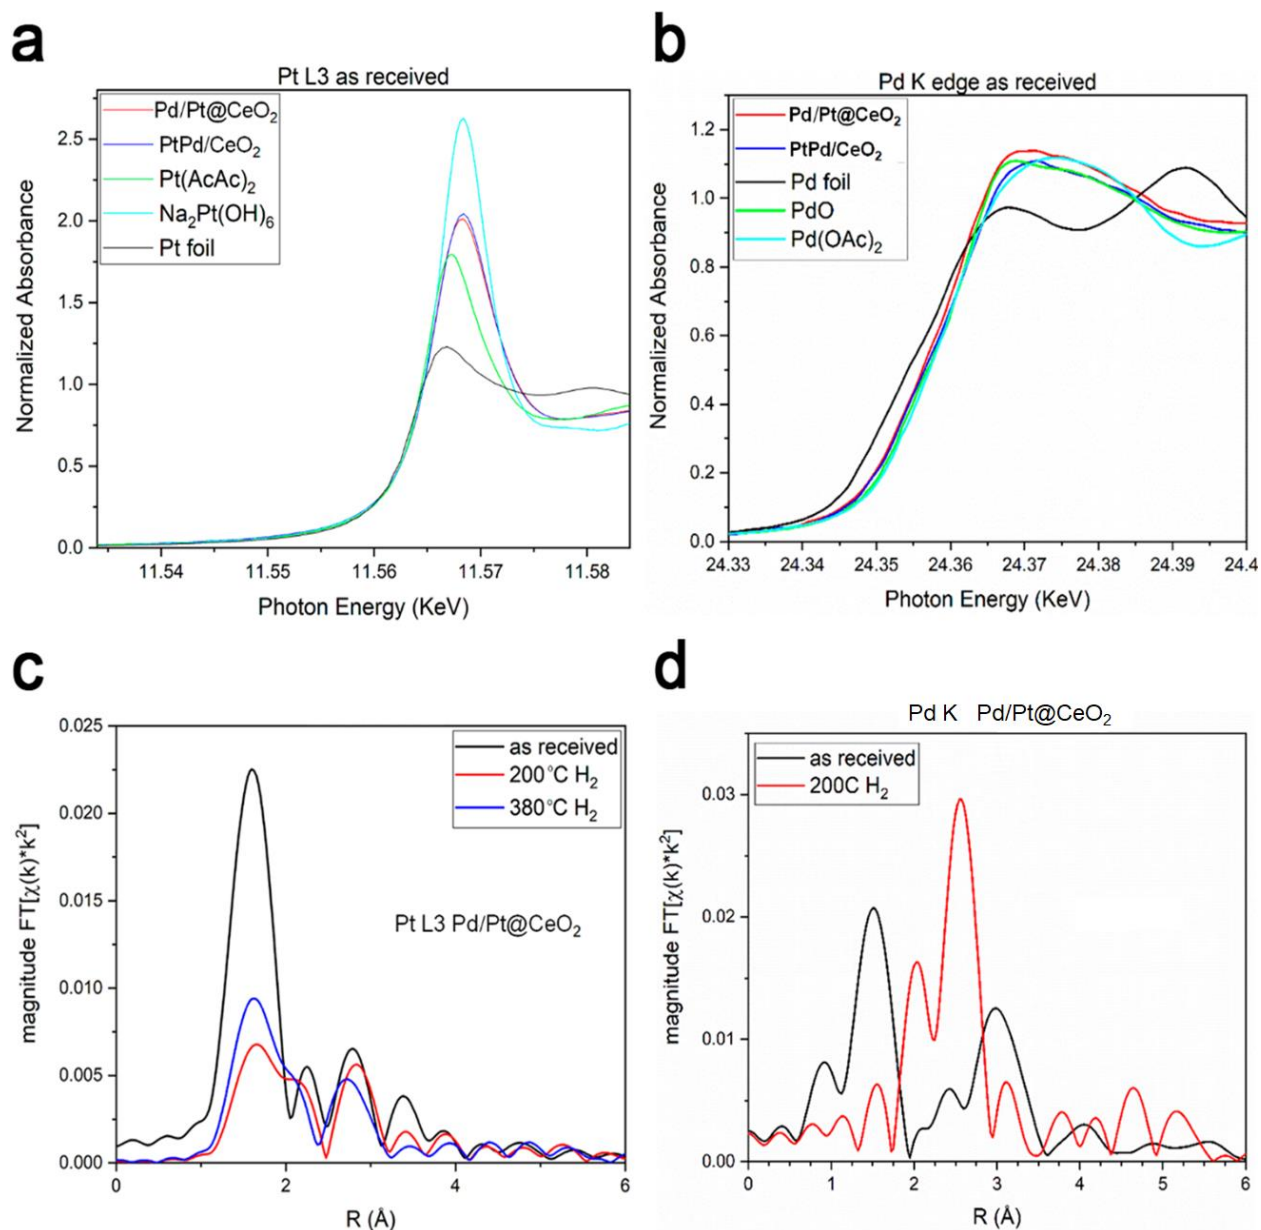 a
Pt L3 as received
Pd/Pt@CeO₂
PtPd/CeO₂
Pt(AcAc)₂
Na₂Pt(OH)₆
Pt foil
2.5
2.0
1.5
1.0
0.5
0.0
11.54 11.55 11.56 11.57 11.58
Normalized Absorbance
Photon Energy (KeV)
b
Pd K edge as received
Pd/Pt@CeO₂
PtPd/CeO₂
Pd foil
PdO
Pd(OAc)₂
1.2
1.0
0.8
0.6
0.4
0.2
0.0
24.33 24.34 24.35 24.36 24.37 24.38 24.39 24.4
Normalized Absorbance
Photon Energy (KeV)
c
as received
200°C H₂
380°C H₂
Pt L3 Pd/Pt@CeO₂
0.025
0.020
0.015
0.010
0.005
0.000
0 2 4 6
magnitude FT[χ(k)*k²]
R (Å)
d
Pd K Pd/Pt@CeO₂
as received
200C H₂
0.03
0.02
0.01
0.00
0 1 2 3 4 5 6
magnitude FT[χ(k)*k²]
R (Å)